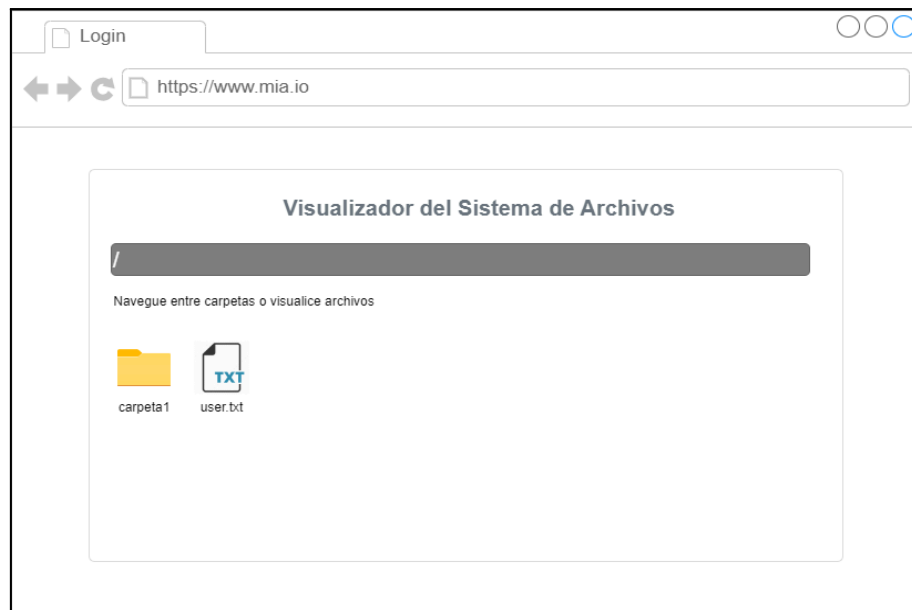 Login
https://www.mia.io
Visualizador del Sistema de Archivos
/
Navegue entre carpetas o visualice archivos
TXT
carpeta1 user.txt